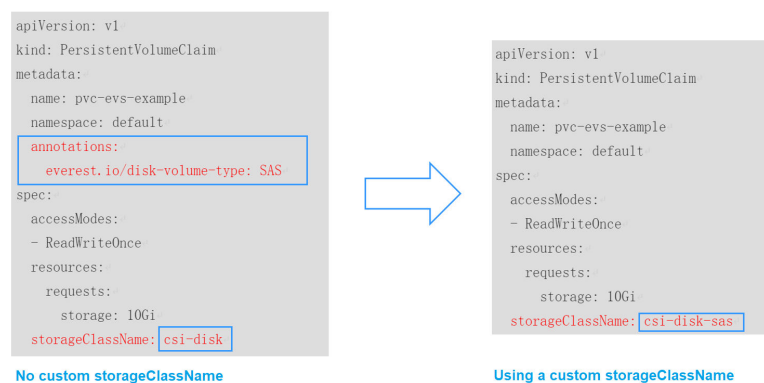 apiVersion: v1
kind: PersistentVolumeClaim
metadata:
  name: pvc-evs-example
  namespace: default
  annotations:
    everest.io/disk-volume-type: SAS
spec:
  accessModes:
  - ReadWriteOnce
  resources:
    requests:
      storage: 10Gi
  storageClassName: csi-disk
No custom storageClassName
apiVersion: v1
kind: PersistentVolumeClaim
metadata:
  name: pvc-evs-example
  namespace: default
spec:
  accessModes:
  - ReadWriteOnce
  resources:
    requests:
      storage: 10Gi
  storageClassName: csi-disk-sas
Using a custom storageClassName